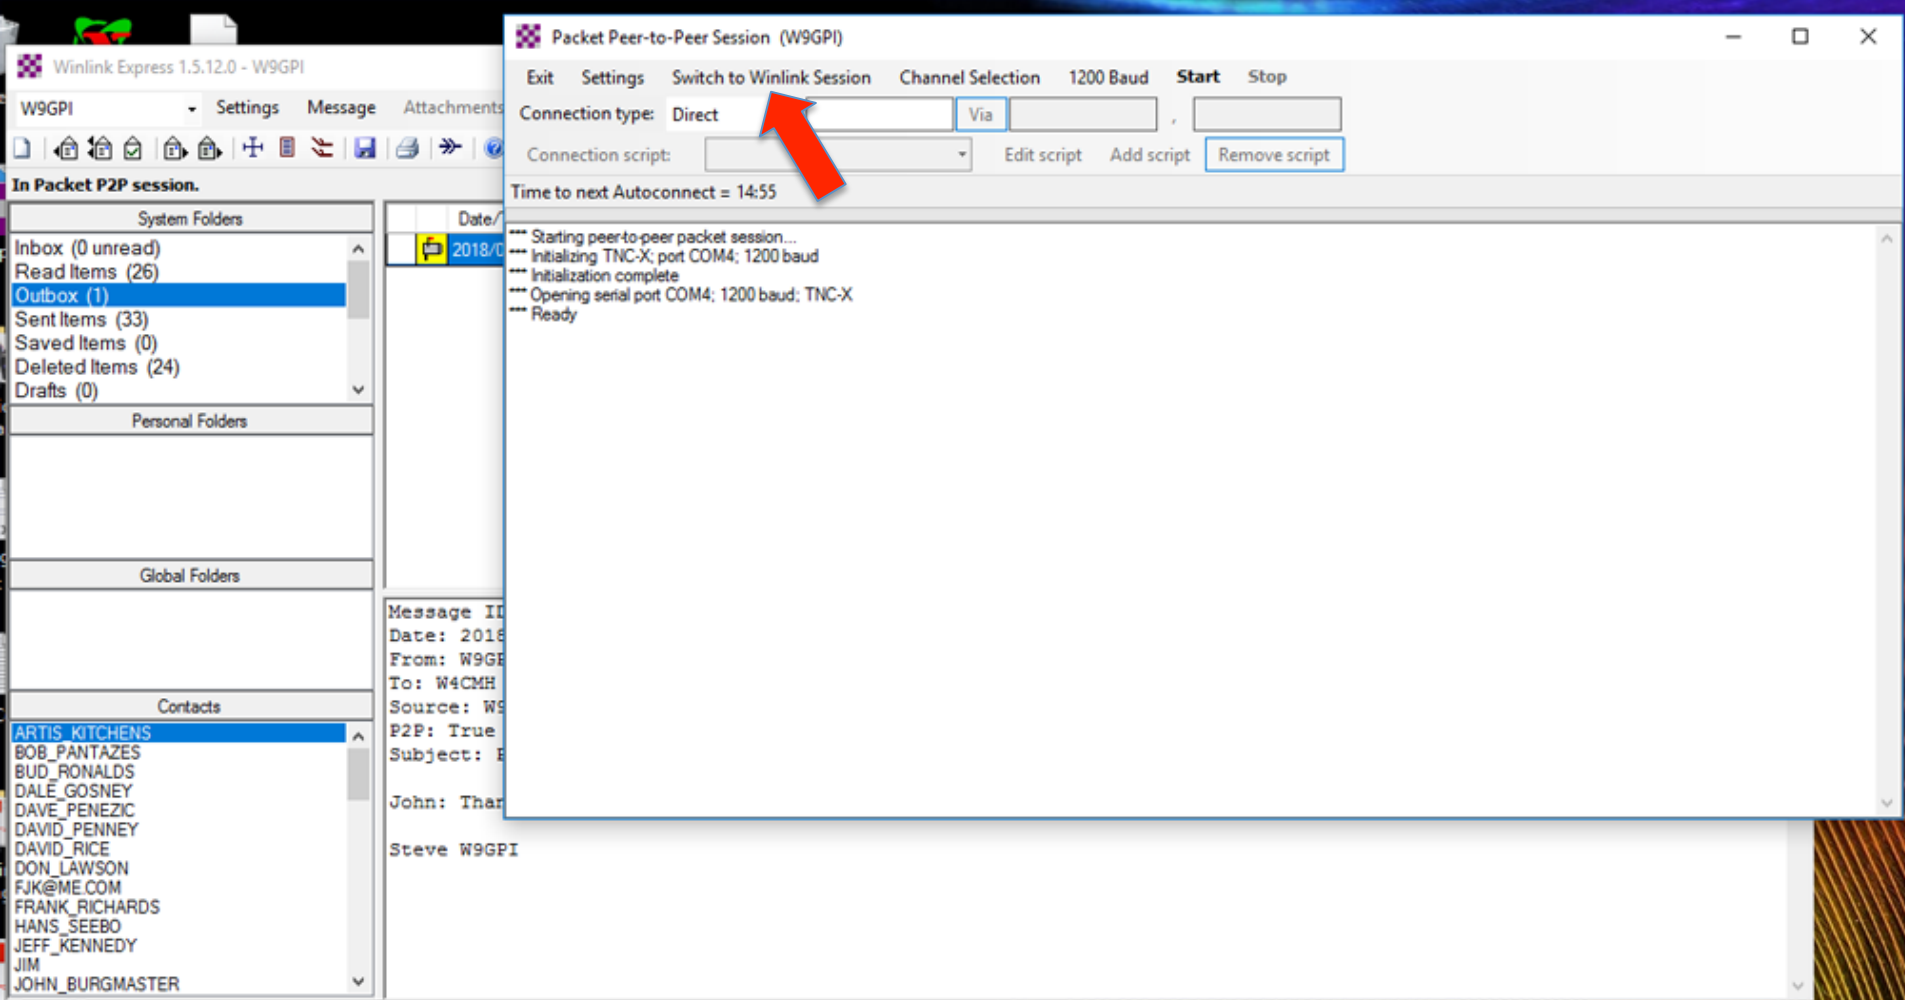 Winlink Express 1.5.12.0 - W9GPI
W9GPI Settings Message Attachments
In Packet P2P session.
System Folders
Inbox (0 unread)
Read Items (26)
Outbox (1)
Sent Items (33)
Saved Items (0)
Deleted Items (24)
Drafts (0)
Personal Folders
Global Folders
Contacts
ARTIS_KITCHENS
BOB_PANTAZES
BUD_RONALDS
DALE_GOSNEY
DAVE_PENEZIC
DAVID_PENNEY
DAVID_RICE
DON_LAWSON
FJK@ME.COM
FRANK_RICHARDS
HANS_SEEBO
JEFF_KENNEDY
JIM
JOHN_BURGMASTER
Date/
2018/0
Message ID
Date: 2018
From: W9GP
To: W4CMH
Source: W9
P2P: True
Subject:
John: Than
Steve W9GPI
Packet Peer-to-Peer Session (W9GPI)
Exit Settings Switch to Winlink Session Channel Selection 1200 Baud Start Stop
Connection type: Direct Via ,
Connection script: Edit script Add script Remove script
Time to next Autoconnect = 14:55
*** Starting peer-to-peer packet session...
*** Initializing TNC-X; port COM4; 1200 baud
*** Initialization complete
*** Opening serial port COM4; 1200 baud; TNC-X
*** Ready